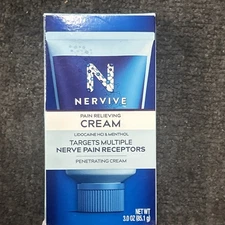 N
NERVIVE
PAIN RELIEVING
CREAM
LIDOCAINE HCl & MENTHOL
TARGETS MULTIPLE
NERVE PAIN RECEPTORS
PENETRATING CREAM
NET WT
3.0 OZ (85.1 g)